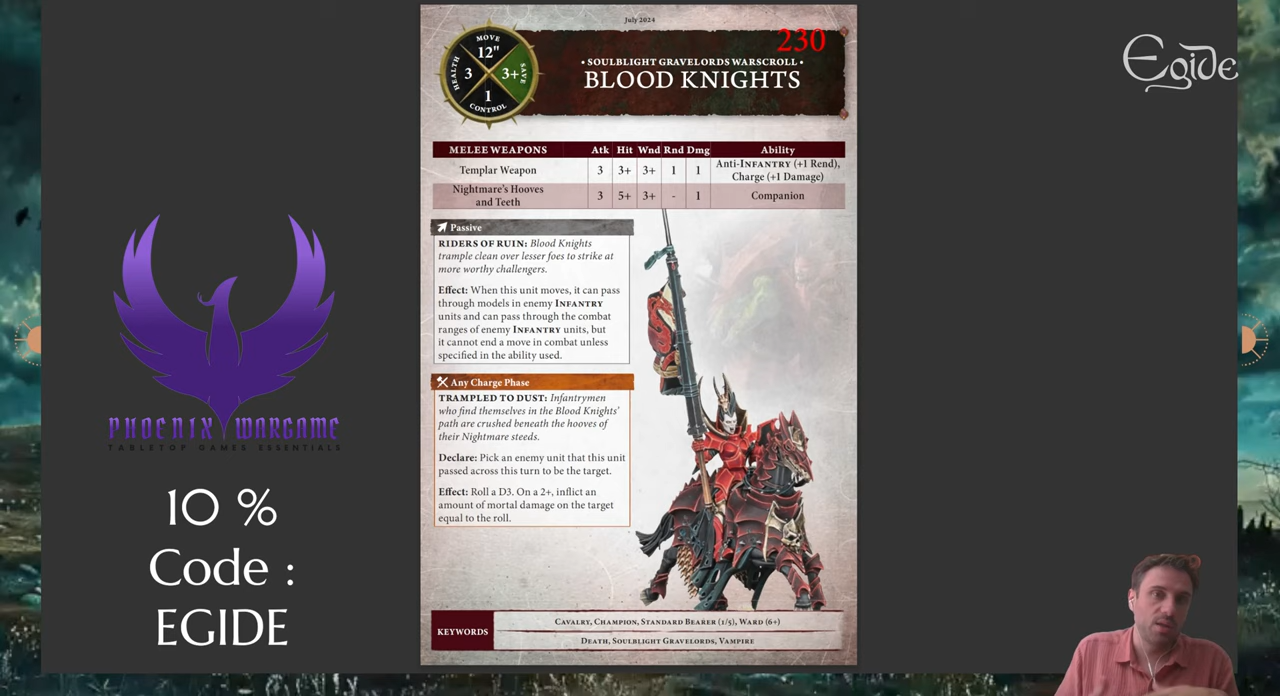 July 2024
230
MOVE
12"
HEALTH
3
3+
SAVE
1
CONTROL
• SOULBLIGHT GRAVELORDS WARSCROLL •
BLOOD KNIGHTS
Egide
MELEE WEAPONS Atk Hit Wnd Rnd Dmg Ability
Templar Weapon 3 3+ 3+ 1 1 Anti-INFANTRY (+1 Rend),
Charge (+1 Damage)
Nightmare's Hooves
and Teeth 3 5+ 3+ - 1 Companion
Passive
RIDERS OF RUIN: Blood Knights
trample clean over lesser foes to strike at
more worthy challengers.
Effect: When this unit moves, it can pass
through models in enemy INFANTRY
units and can pass through the combat
ranges of enemy INFANTRY units, but
it cannot end a move in combat unless
specified in the ability used.
Any Charge Phase
TRAMPLED TO DUST: Infantrymen
who find themselves in the Blood Knights'
path are crushed beneath the hooves of
their Nightmare steeds.
Declare: Pick an enemy unit that this unit
passed across this turn to be the target.
Effect: Roll a D3. On a 2+, inflict an
amount of mortal damage on the target
equal to the roll.
KEYWORDS
CAVALRY, CHAMPION, STANDARD BEARER (1/5), WARD (6+)
DEATH, SOULBLIGHT GRAVELORDS, VAMPIRE
PHOENIX WARGAME
TABLETOP GAMES ESSENTIALS
10 %
Code :
EGIDE